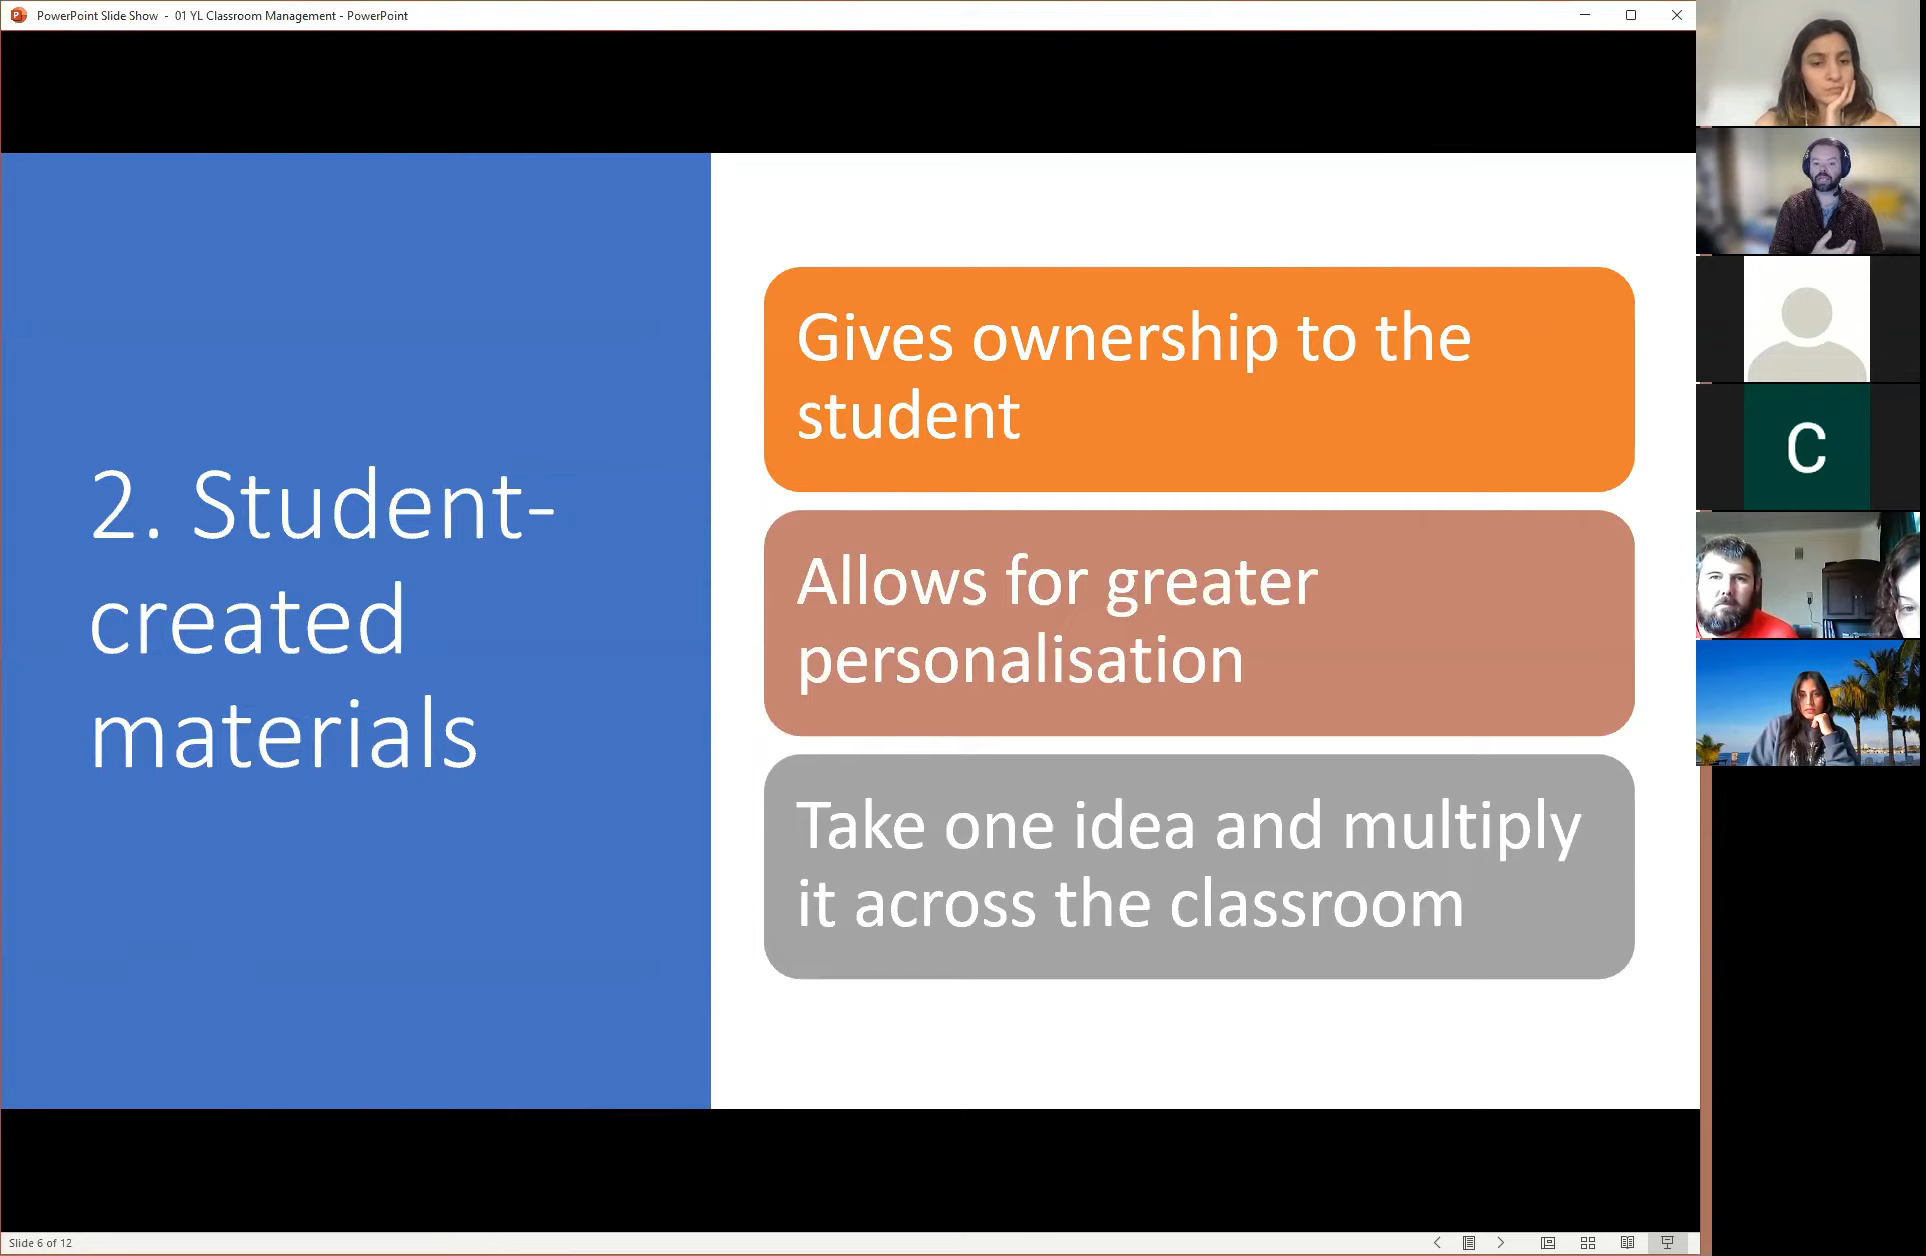 PowerPoint Slide Show - 01 YL Classroom Management - PowerPoint
2. Student-
created
materials
Gives ownership to the
student
Allows for greater
personalisation
Take one idea and multiply
it across the classroom
C
Slide 6 of 12